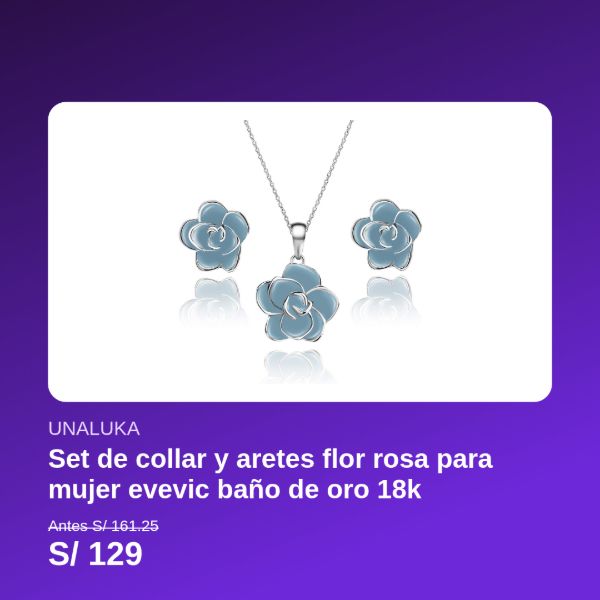 UNALUKA
Set de collar y aretes flor rosa para
mujer evevic baño de oro 18k
Antes S/ 161.25
S/ 129